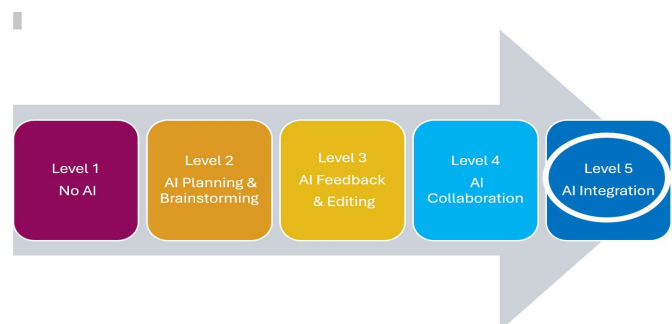 Level 1
No AI
Level 2
AI Planning &
Brainstorming
Level 3
AI Feedback
& Editing
Level 4
AI
Collaboration
Level 5
AI Integration